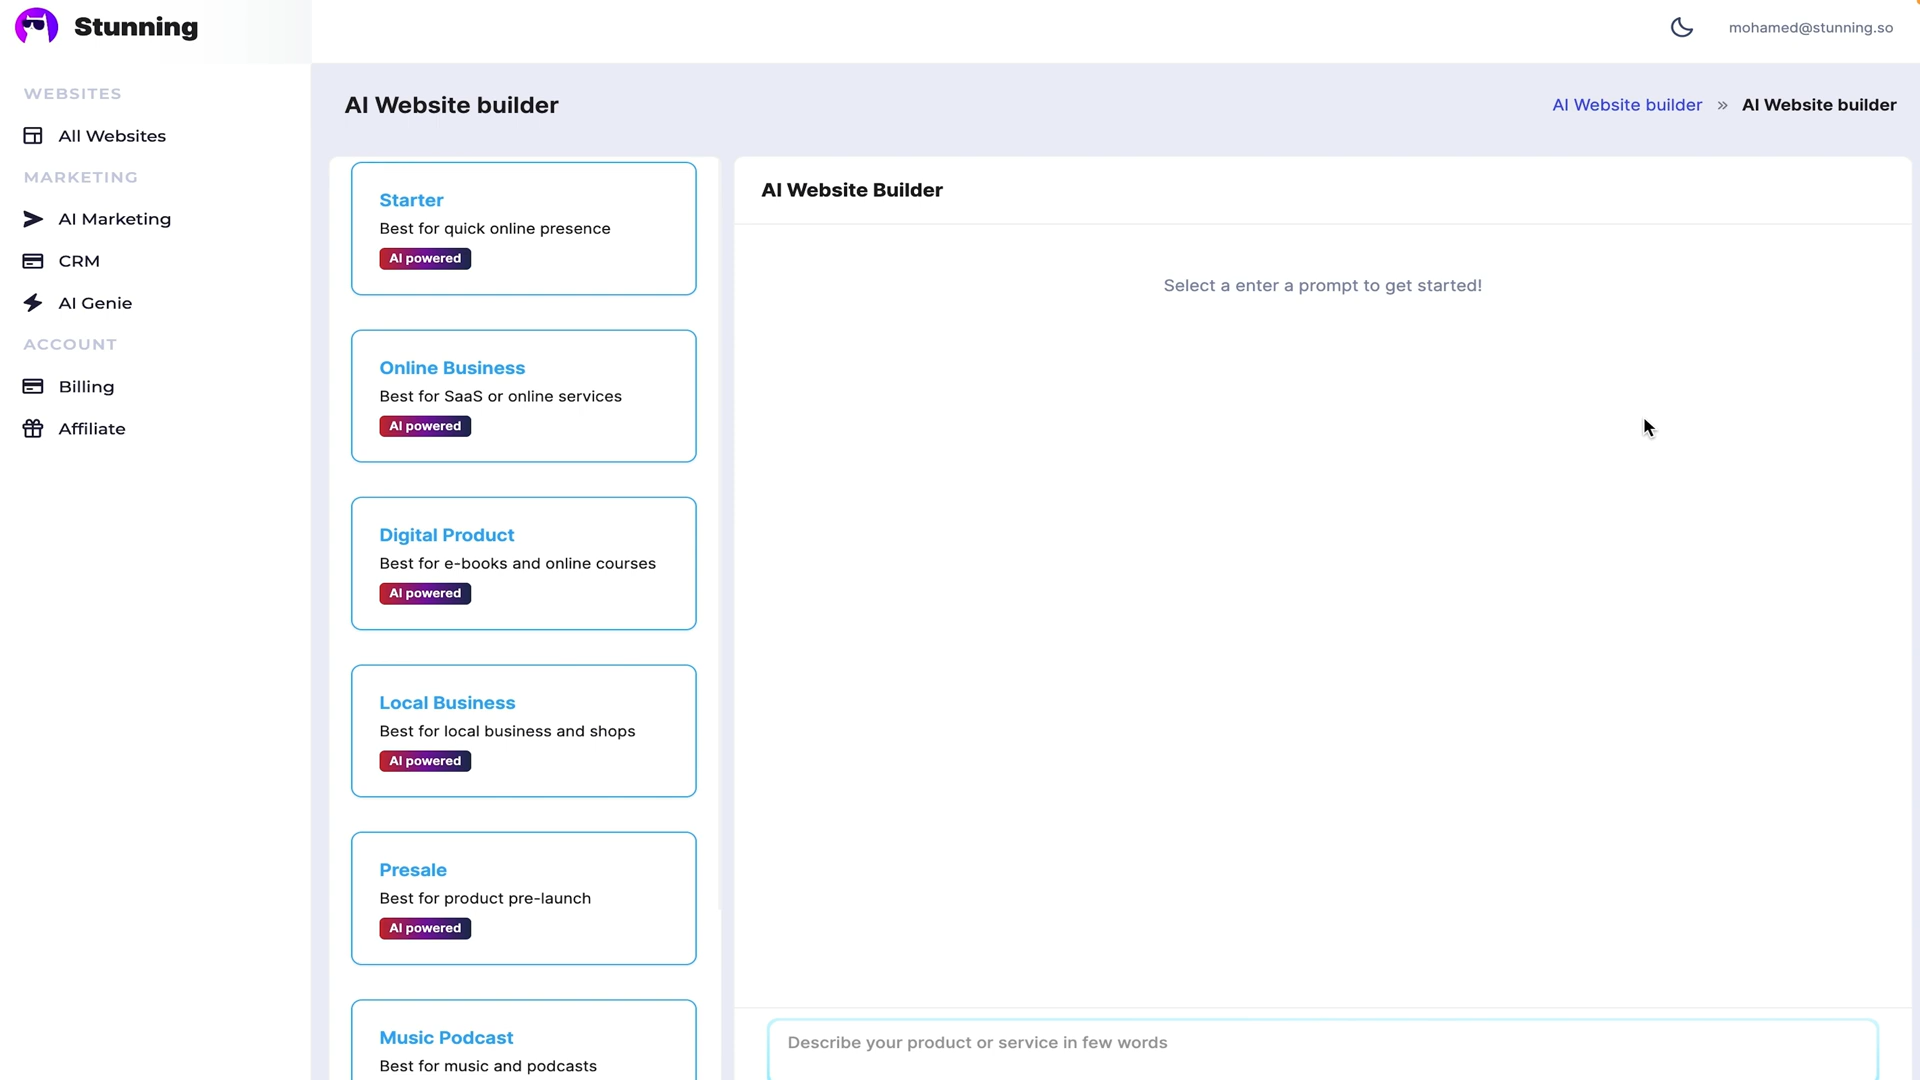 Stunning
mohamed@stunning.so
WEBSITES
All Websites
MARKETING
AI Marketing
CRM
AI Genie
ACCOUNT
Billing
Affiliate
AI Website builder
AI Website builder » AI Website builder
Starter
Best for quick online presence
AI powered
Online Business
Best for SaaS or online services
AI powered
Digital Product
Best for e-books and online courses
AI powered
Local Business
Best for local business and shops
AI powered
Presale
Best for product pre-launch
AI powered
Music Podcast
Best for music and podcasts
AI Website Builder
Select a enter a prompt to get started!
Describe your product or service in few words